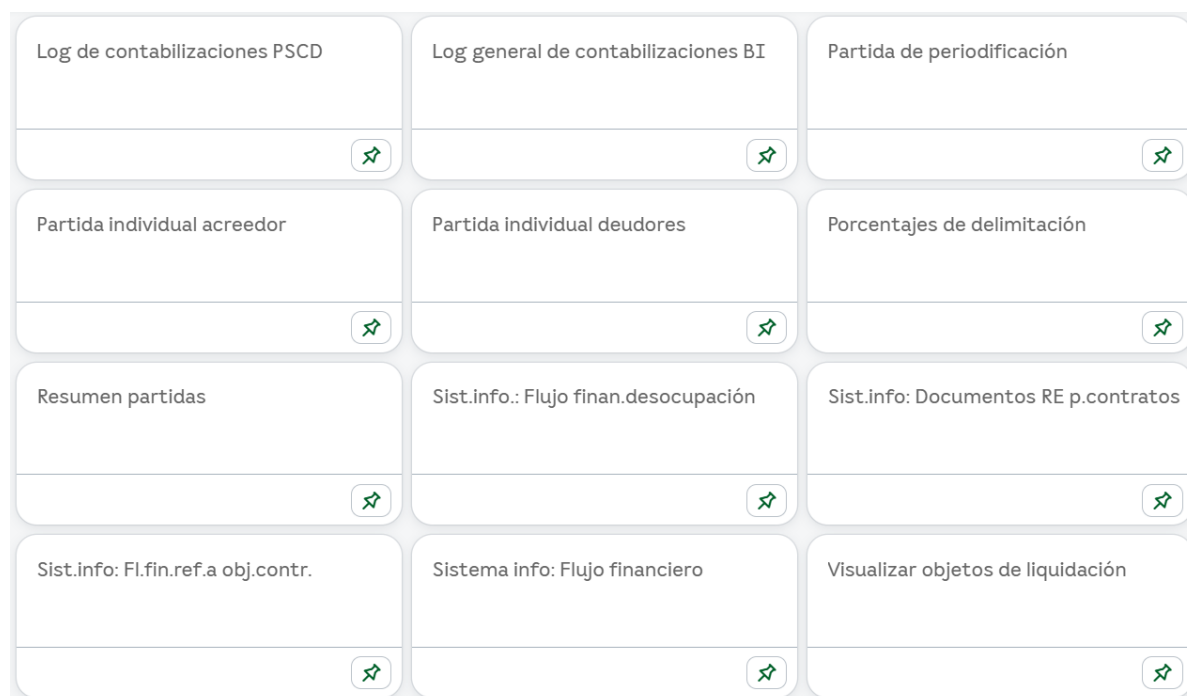 Log de contabilizaciones PSCD
Log general de contabilizaciones BI
Partida de periodificación
Partida individual acreedor
Partida individual deudores
Porcentajes de delimitación
Resumen partidas
Sist.info.: Flujo finan.desocupación
Sist.info: Documentos RE p.contratos
Sist.info: Fl.fin.ref.a obj.contr.
Sistema info: Flujo financiero
Visualizar objetos de liquidación